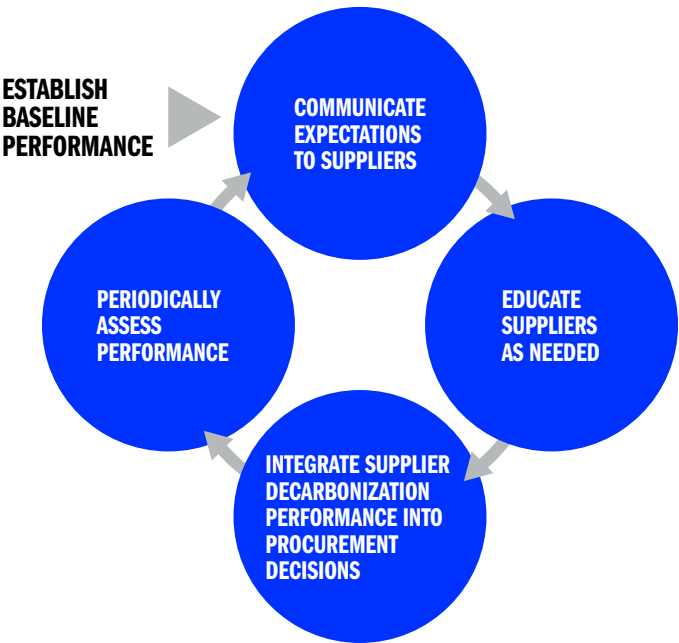 ESTABLISH
BASELINE
PERFORMANCE
COMMUNICATE
EXPECTATIONS
TO SUPPLIERS
EDUCATE
SUPPLIERS
AS NEEDED
INTEGRATE SUPPLIER
DECARBONIZATION
PERFORMANCE INTO
PROCUREMENT
DECISIONS
PERIODICALLY
ASSESS
PERFORMANCE